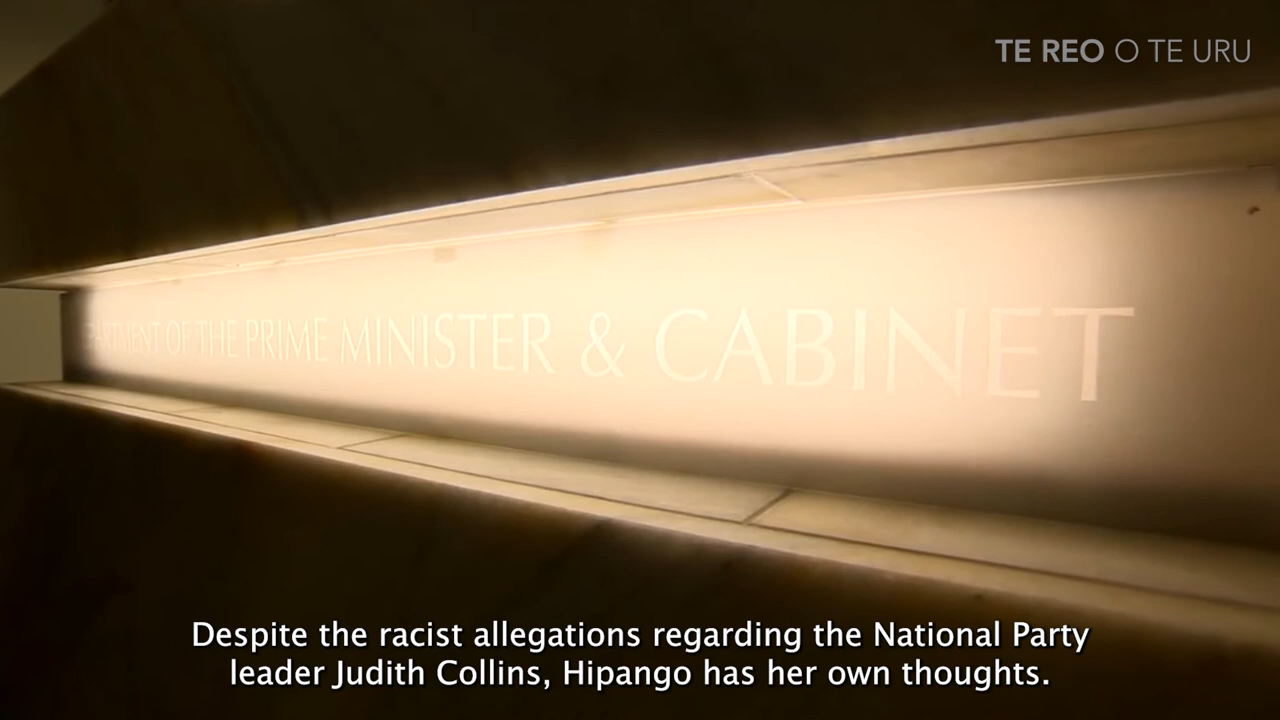 TE REO O TE URU
DEPARTMENT OF THE PRIME MINISTER & CABINET
Despite the racist allegations regarding the National Party
leader Judith Collins, Hipango has her own thoughts.